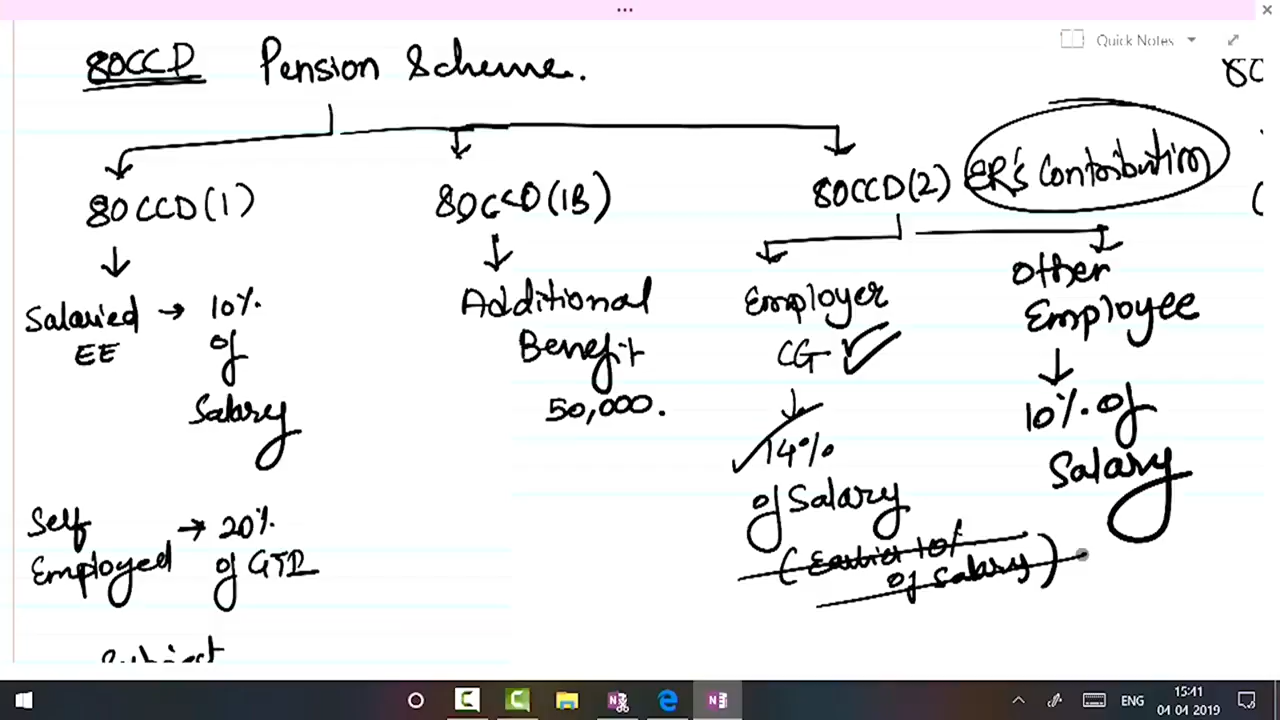 ...
Quick Notes
80CCD Pension Scheme.
80
80CCD(1)
80CCD(1B)
80CCD(2) ER's Contribution
(
Salaried → 10%
EE of
Salary
Additional
Benefit
50,000.
Employer
CG
14%
of Salary
(Earlier 10%
of Salary)
Other
Employee
10% of
Salary
Self → 20%
Employed of GTI
Subject
ENG
15:41
04-04-2019